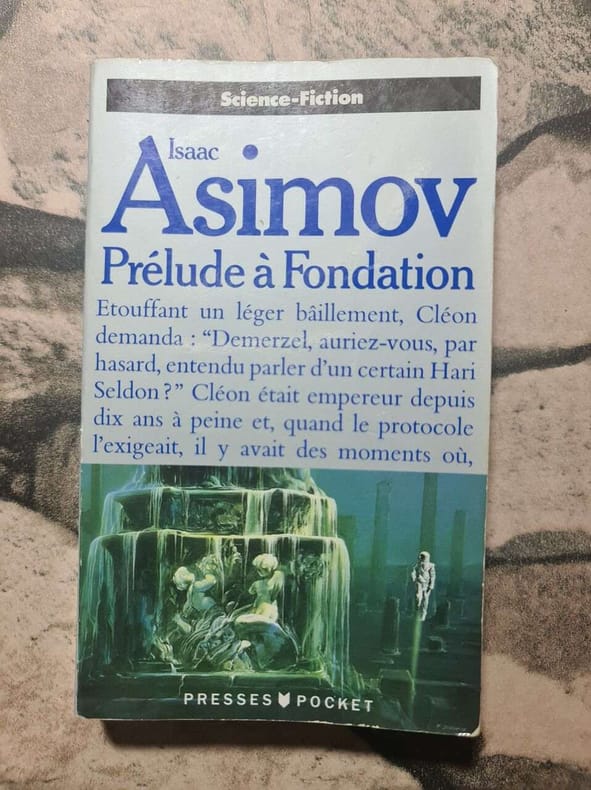 Science-Fiction
Isaac
Asimov
Prélude à Fondation
Etouffant un léger bâillement, Cléon
demanda : “Demerzel, auriez-vous, par
hasard, entendu parler d'un certain Hari
Seldon ?” Cléon était empereur depuis
dix ans à peine et, quand le protocole
l'exigeait, il y avait des moments où,
PRESSES POCKET